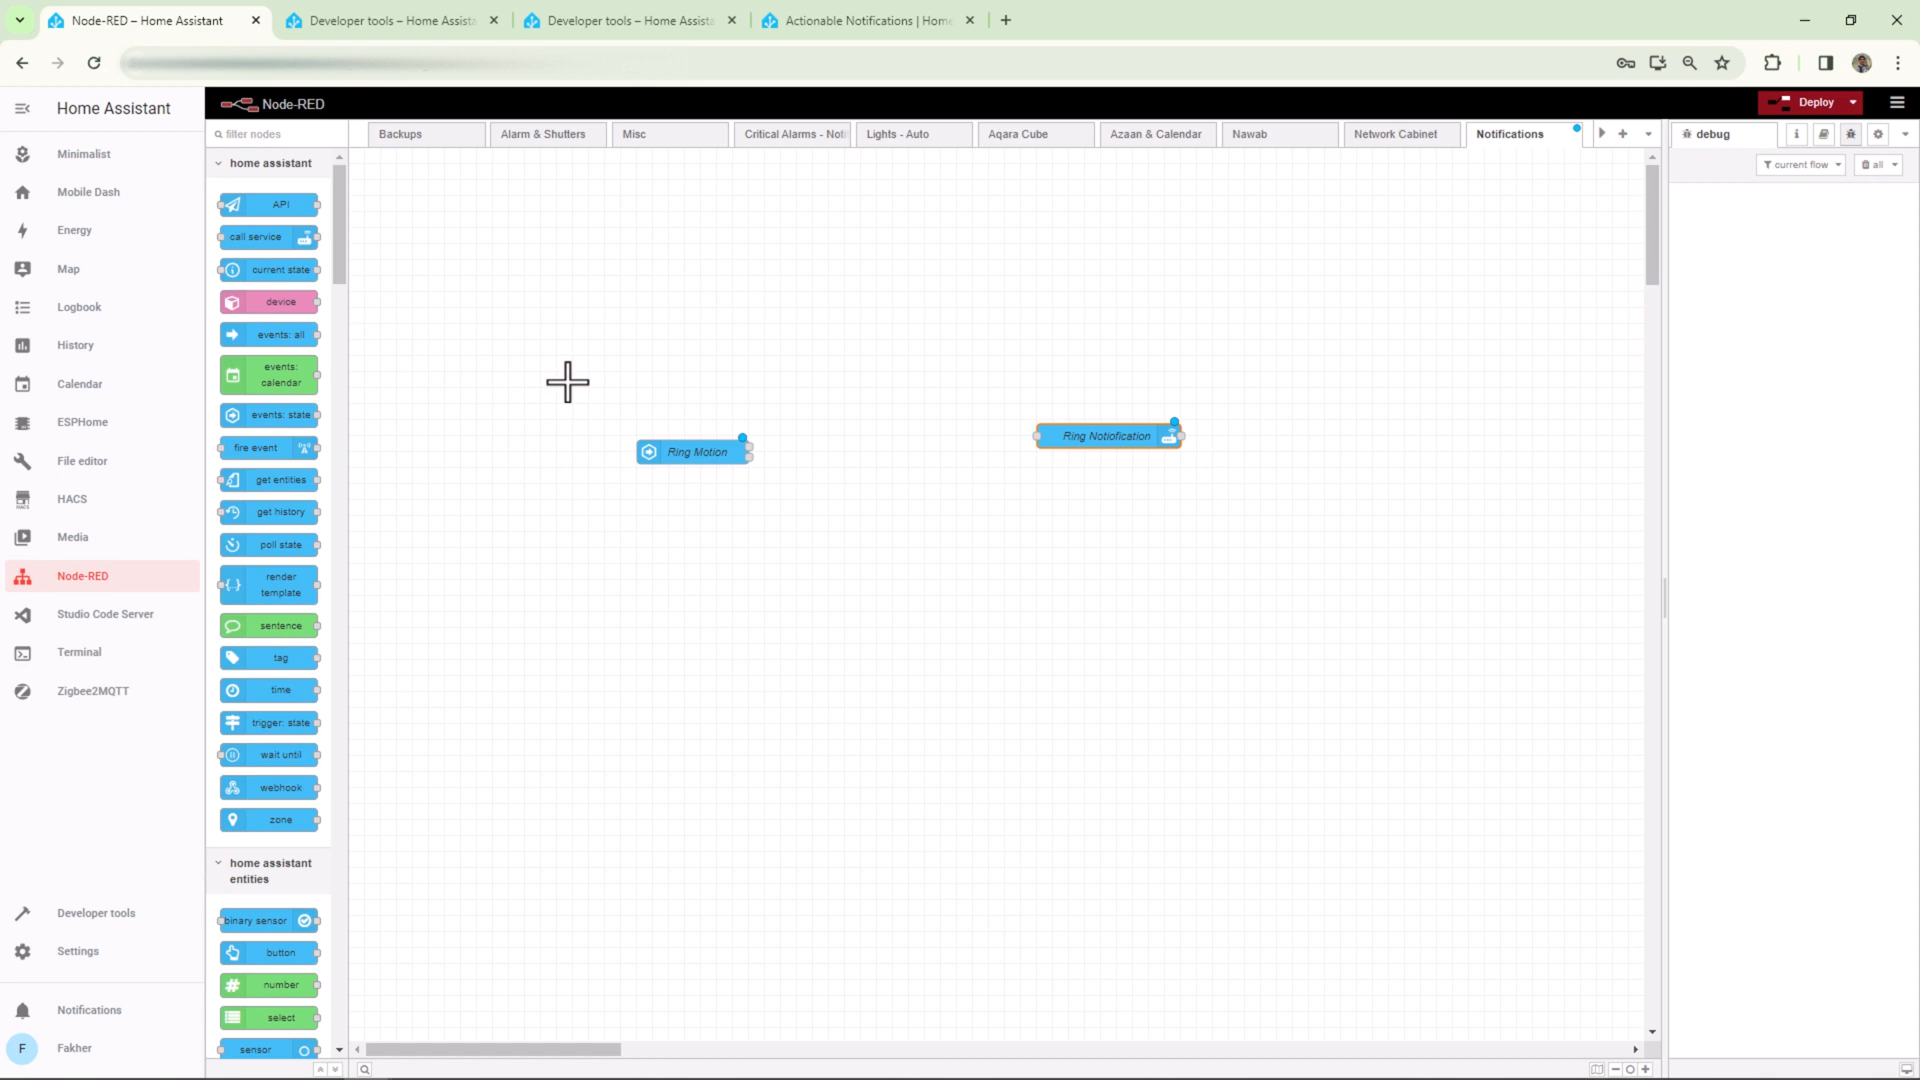 Node-RED – Home Assistant
Developer tools – Home Assista
Developer tools – Home Assista
Actionable Notifications | Home
Home Assistant
Node-RED
Deploy
filter nodes
Backups
Alarm & Shutters
Misc
Critical Alarms - Noti
Lights - Auto
Aqara Cube
Azaan & Calendar
Nawab
Network Cabinet
Notifications
debug
current flow
all
Minimalist
Mobile Dash
Energy
Map
Logbook
History
Calendar
ESPHome
File editor
HACS
Media
Node-RED
Studio Code Server
Terminal
Zigbee2MQTT
Developer tools
Settings
Notifications
F
Fakher
home assistant
API
call service
current state
device
events: all
events:
calendar
events: state
fire event
get entities
get history
poll state
render
template
sentence
tag
time
trigger: state
wait until
webhook
zone
home assistant
entities
binary sensor
button
number
select
sensor
Ring Motion
Ring Notiofication